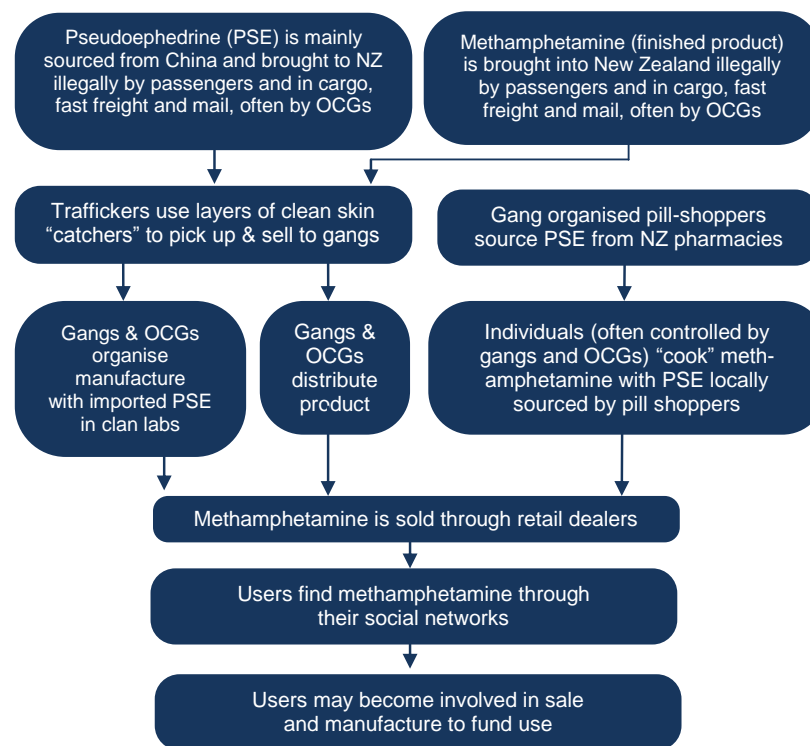 Pseudoephedrine (PSE) is mainly
sourced from China and brought to NZ
illegally by passengers and in cargo,
fast freight and mail, often by OCGs
Methamphetamine (finished product)
is brought into New Zealand illegally
by passengers and in cargo, fast
freight and mail, often by OCGs
Traffickers use layers of clean skin
“catchers” to pick up & sell to gangs
Gang organised pill-shoppers
source PSE from NZ pharmacies
Gangs & OCGs
organise
manufacture
with imported PSE
in clan labs
Gangs &
OCGs
distribute
product
Individuals (often controlled by
gangs and OCGs) “cook” meth-
amphetamine with PSE locally
sourced by pill shoppers
Methamphetamine is sold through retail dealers
Users find methamphetamine through
their social networks
Users may become involved in sale
and manufacture to fund use